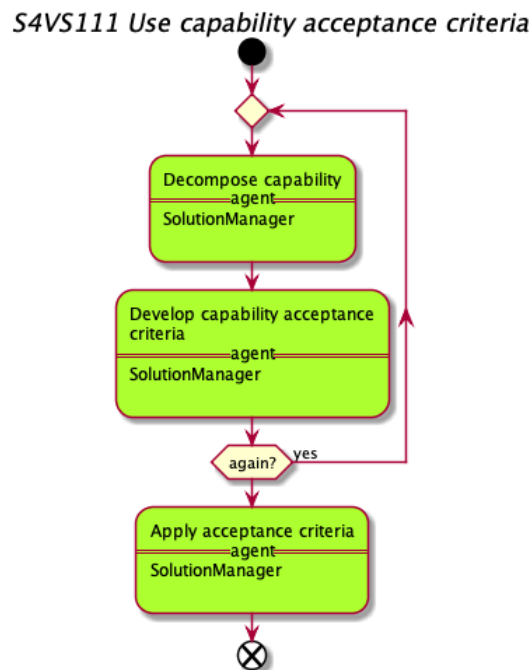 S4VS111 Use capability acceptance criteria
Decompose capability
agent
SolutionManager
Develop capability acceptance
criteria
agent
SolutionManager
again?
yes
Apply acceptance criteria
agent
SolutionManager